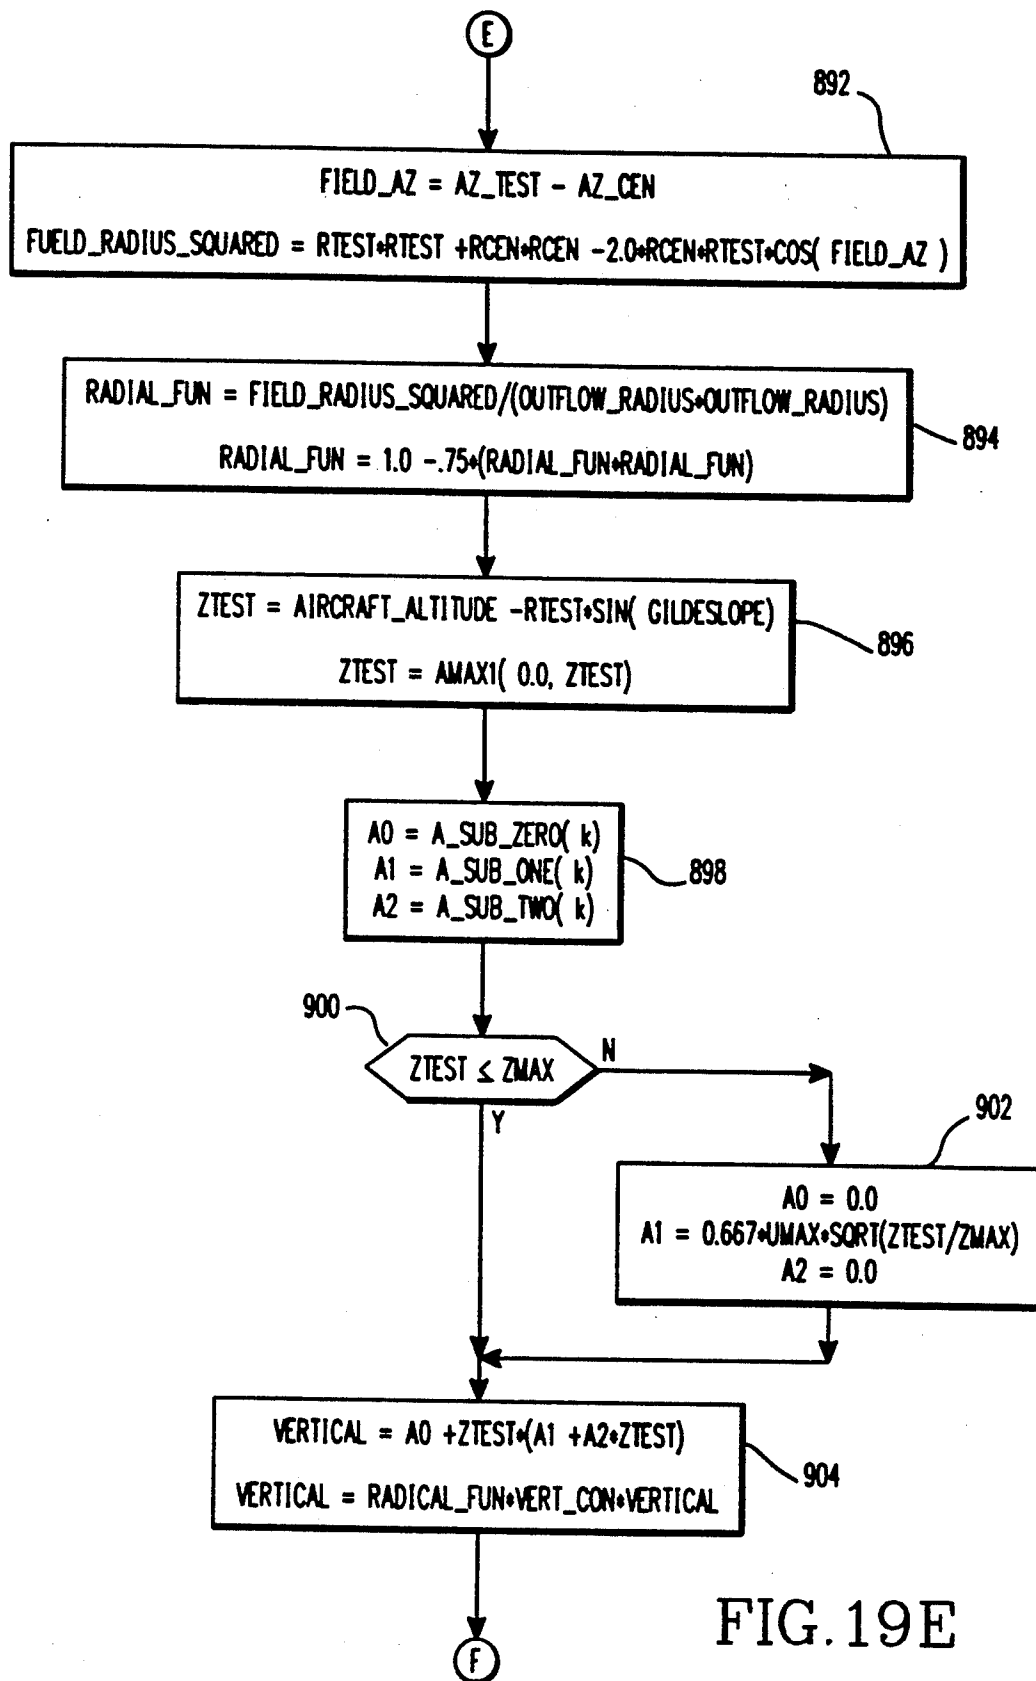 E
892
FIELD_AZ = AZ_TEST - AZ_CEN
FUELD_RADIUS_SQUARED = RTEST*RTEST +RCEN*RCEN -2.0*RCEN*RTEST*COS( FIELD_AZ )
RADIAL_FUN = FIELD_RADIUS_SQUARED/(OUTFLOW_RADIUS*OUTFLOW_RADIUS)
RADIAL_FUN = 1.0 -.75*(RADIAL_FUN*RADIAL_FUN)
894
ZTEST = AIRCRAFT_ALTITUDE -RTEST*SIN( GILDESLOPE)
ZTEST = AMAX1( 0.0, ZTEST)
896
A0 = A_SUB_ZERO( k)
A1 = A_SUB_ONE( k)
A2 = A_SUB_TWO( k)
898
900
ZTEST ≤ ZMAX
N
Y
902
A0 = 0.0
A1 = 0.667*UMAX*SQRT(ZTEST/ZMAX)
A2 = 0.0
VERTICAL = A0 +ZTEST*(A1 +A2*ZTEST)
VERTICAL = RADICAL_FUN*VERT_CON*VERTICAL
904
F
FIG. 19E